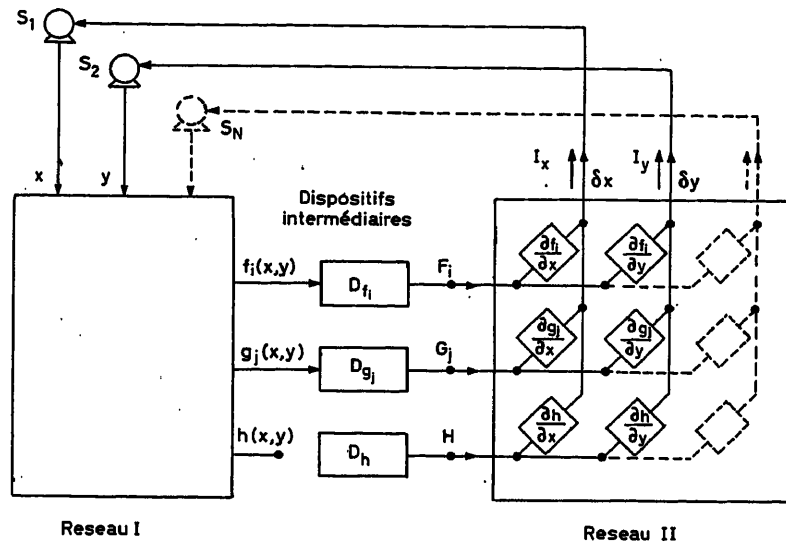 S1
S2
SN
x
y
Ix
δx
Iy
δy
Dispositifs
intermédiaires
fi(x,y)
Dfi
Fi
∂fi/∂x
∂fi/∂y
gj(x,y)
Dgj
Gj
∂gj/∂x
∂gj/∂y
h(x,y)
Dh
H
∂h/∂x
∂h/∂y
Reseau I
Reseau II